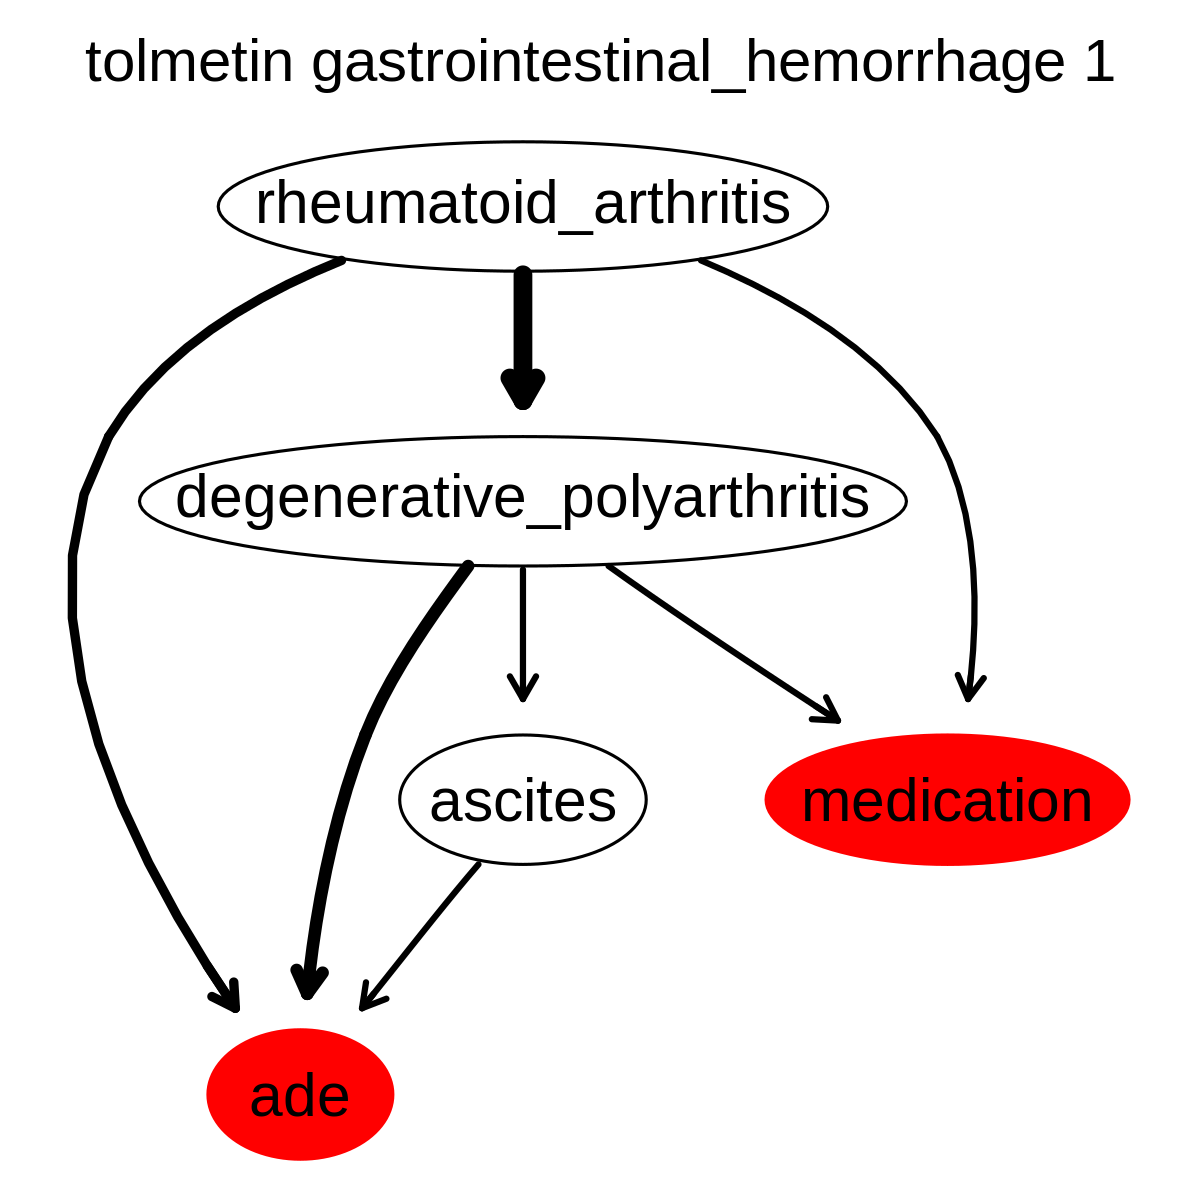 tolmetin gastrointestinal_hemorrhage 1
rheumatoid_arthritis
degenerative_polyarthritis
ascites
medication
ade